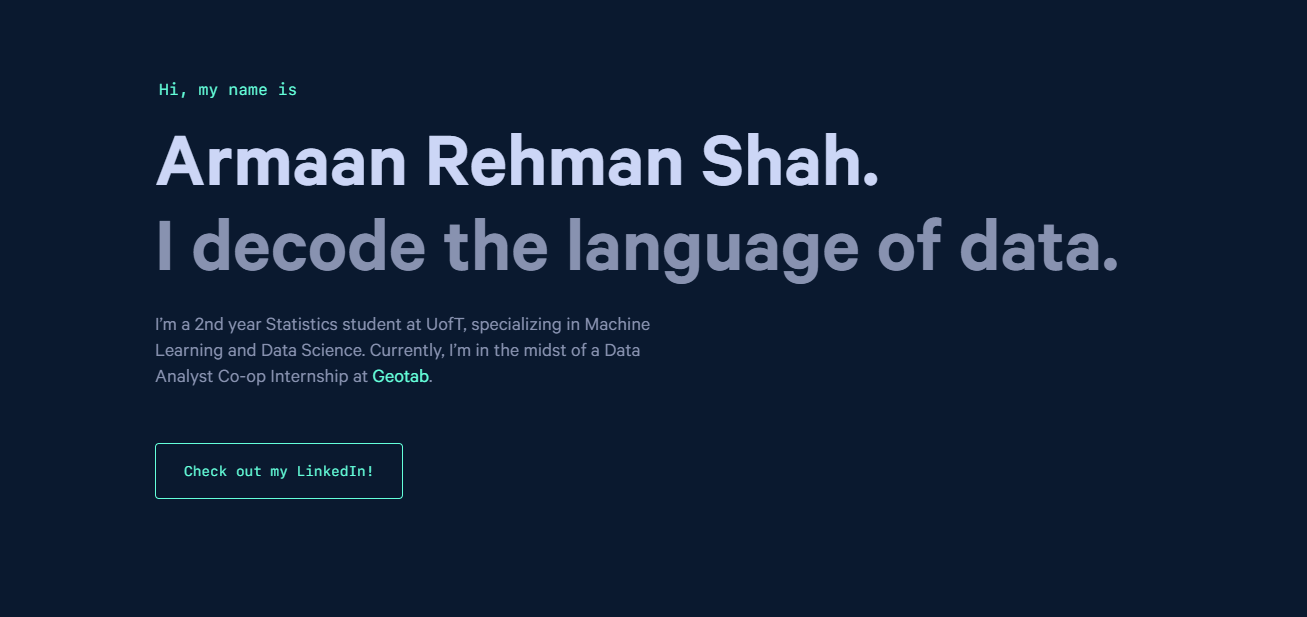 Hi, my name is
Armaan Rehman Shah.
I decode the language of data.
I’m a 2nd year Statistics student at UofT, specializing in Machine
Learning and Data Science. Currently, I’m in the midst of a Data
Analyst Co-op Internship at Geotab.
Check out my LinkedIn!